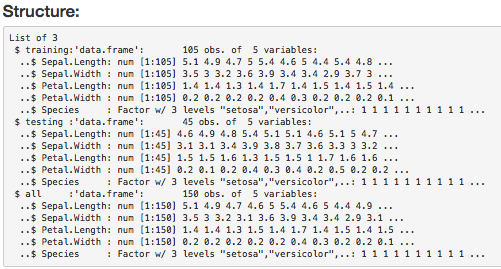 Structure:
List of 3
 $ training:'data.frame':	105 obs. of  5 variables:
  ..$ Sepal.Length: num [1:105] 5.1 4.9 4.7 5 5.4 4.6 5 4.4 5.4 4.8 ...
  ..$ Sepal.Width : num [1:105] 3.5 3 3.2 3.6 3.9 3.4 3.4 2.9 3.7 3 ...
  ..$ Petal.Length: num [1:105] 1.4 1.4 1.3 1.4 1.7 1.4 1.5 1.4 1.5 1.4 ...
  ..$ Petal.Width : num [1:105] 0.2 0.2 0.2 0.2 0.4 0.3 0.2 0.2 0.2 0.1 ...
  ..$ Species     : Factor w/ 3 levels "setosa","versicolor",..: 1 1 1 1 1 1 1 1 1 1 ...
 $ testing :'data.frame':	45 obs. of  5 variables:
  ..$ Sepal.Length: num [1:45] 4.6 4.9 4.8 5.4 5.1 5.1 4.6 5.1 5 4.7 ...
  ..$ Sepal.Width : num [1:45] 3.1 3.1 3.4 3.9 3.8 3.7 3.6 3.3 3 3.2 ...
  ..$ Petal.Length: num [1:45] 1.5 1.5 1.6 1.3 1.5 1.5 1 1.7 1.6 1.6 ...
  ..$ Petal.Width : num [1:45] 0.2 0.1 0.2 0.4 0.3 0.4 0.2 0.5 0.2 0.2 ...
  ..$ Species     : Factor w/ 3 levels "setosa","versicolor",..: 1 1 1 1 1 1 1 1 1 1 ...
 $ all     :'data.frame':	150 obs. of  5 variables:
  ..$ Sepal.Length: num [1:150] 5.1 4.9 4.7 4.6 5 5.4 4.6 5 4.4 4.9 ...
  ..$ Sepal.Width : num [1:150] 3.5 3 3.2 3.1 3.6 3.9 3.4 3.4 2.9 3.1 ...
  ..$ Petal.Length: num [1:150] 1.4 1.4 1.3 1.5 1.4 1.7 1.4 1.5 1.4 1.5 ...
  ..$ Petal.Width : num [1:150] 0.2 0.2 0.2 0.2 0.2 0.4 0.3 0.2 0.2 0.1 ...
  ..$ Species     : Factor w/ 3 levels "setosa","versicolor",..: 1 1 1 1 1 1 1 1 1 1 ...